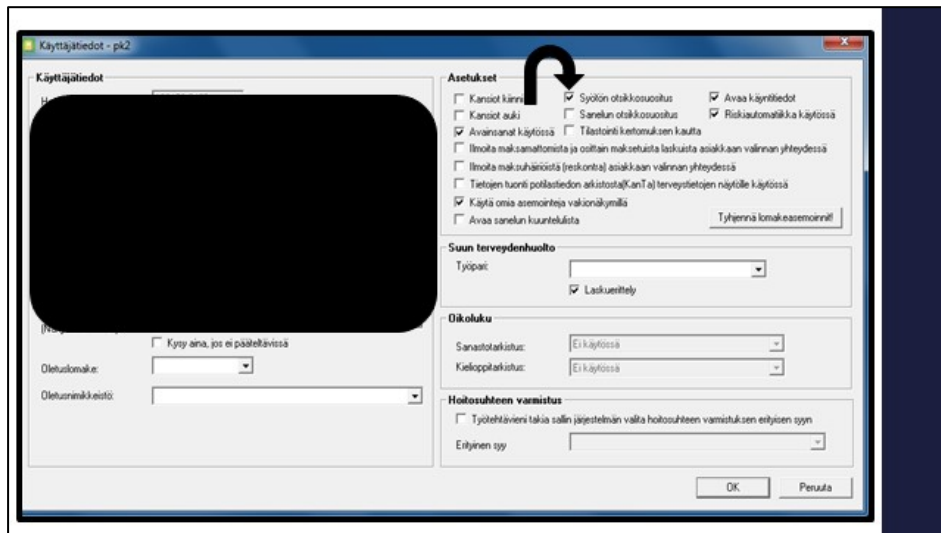 Käyttäjätiedot - pk2
Käyttäjätiedot
Kysy aina, jos ei pääteltävissä
Oletuslomake:
Oletusnimikkeistö:
Asetukset
Kansiot kiinni
Syötön otsikkosuositus
Avaa käyntitiedot
Kansiot auki
Sanelun otsikkosuositus
Riskiautomatiikka käytössä
Avainsanat käytössä
Tilastointi kertomuksen kautta
Ilmoita maksamattomista ja osittain maksetuista laskuista asiakkaan valinnan yhteydessä
Ilmoita maksuhäiriöistä (reskontra) asiakkaan valinnan yhteydessä
Tietojen tuonti potilastiedon arkistosta(KanTa) terveystietojen näytölle käytössä
Käytä omia asemointeja vakionäkymillä
Avaa sanelun kuuntelulista
Tyhjennä lomakeasemoinnit!
Suun terveydenhuolto
Työpari:
Laskuerittely
Oikoluku
Sanastotarkistus:
Ei käytössä
Kielioppitarkistus:
Ei käytössä
Hoitosuhteen varmistus
Työtehtävieni takia sallin järjestelmän valita hoitosuhteen varmistuksen erityisen syyn
Erityinen syy
OK
Peruuta